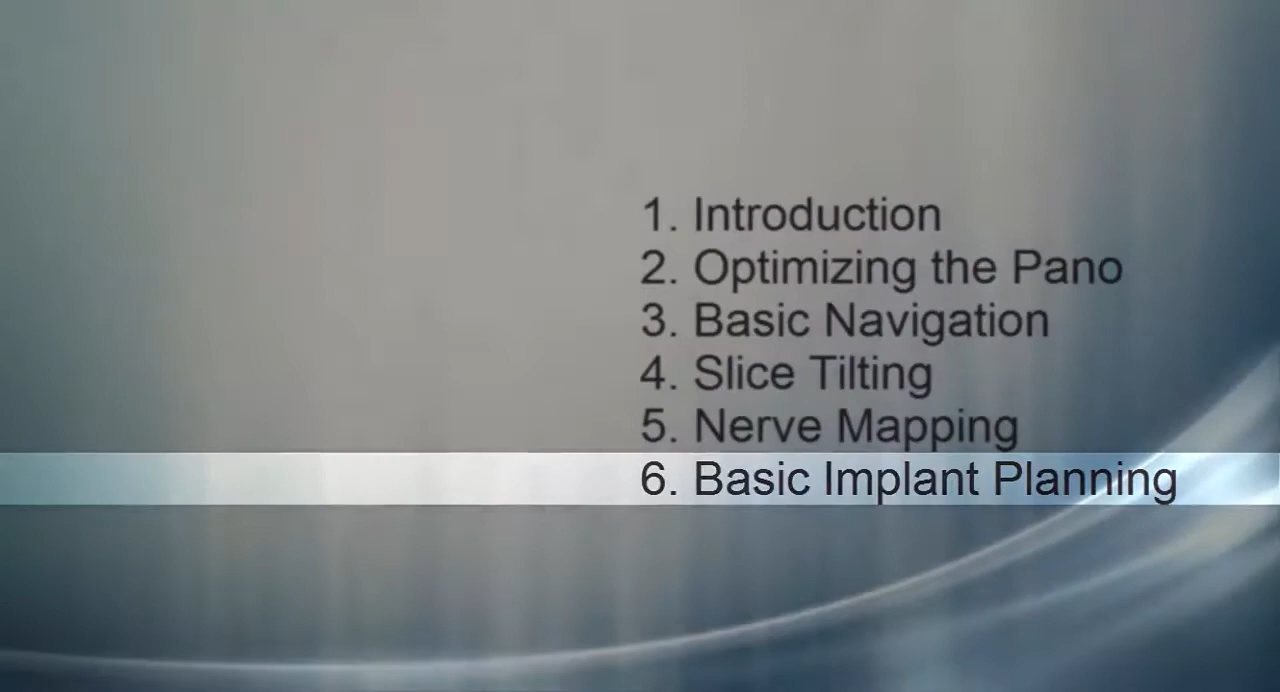 1. Introduction
2. Optimizing the Pano
3. Basic Navigation
4. Slice Tilting
5. Nerve Mapping
6. Basic Implant Planning